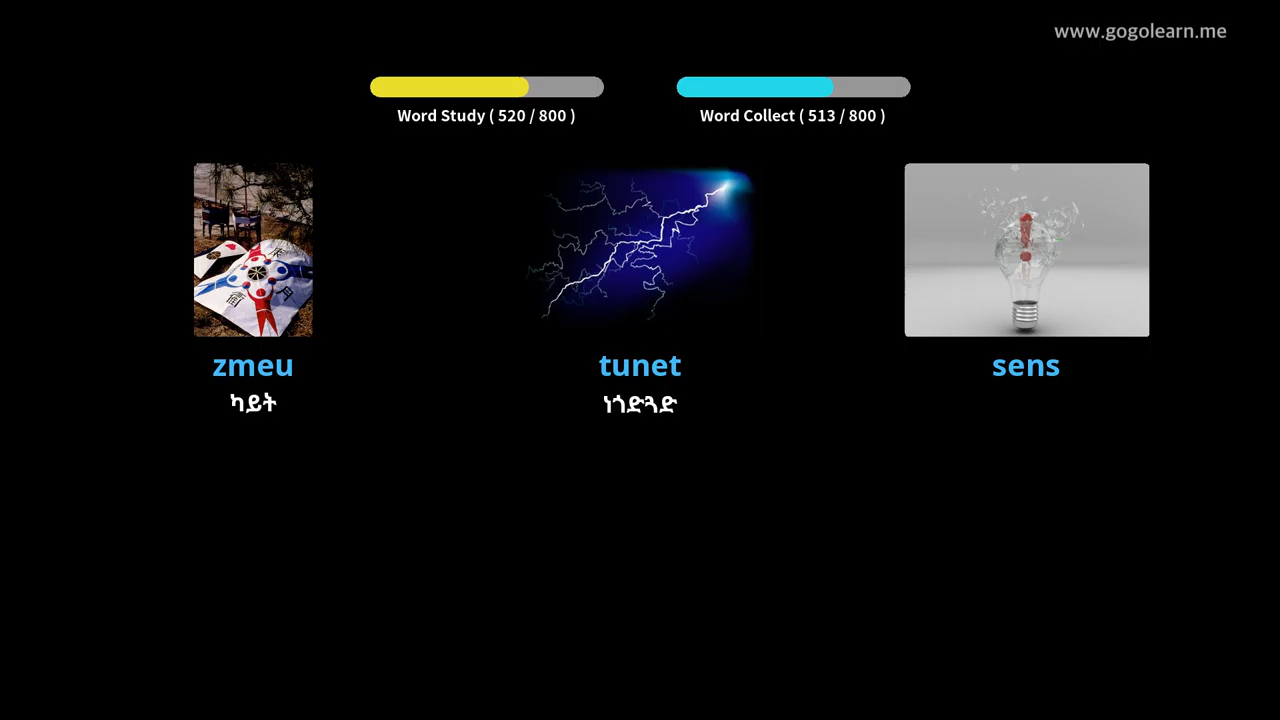 www.gogolearn.me
Word Study ( 520 / 800 )
Word Collect ( 513 / 800 )
zmeu
ካይት
tunet
ነጎድጓድ
sens